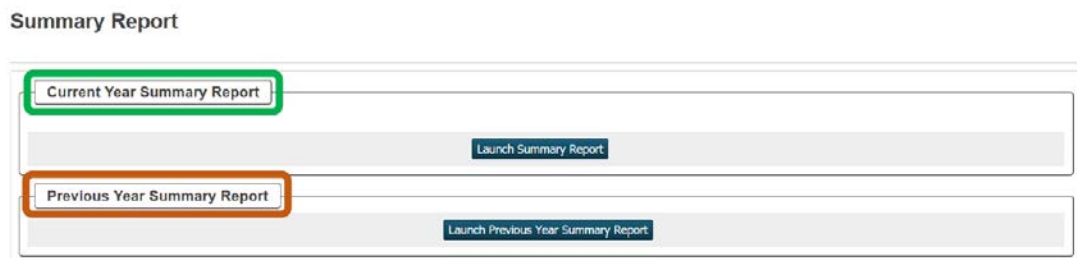 Summary Report
Current Year Summary Report
Launch Summary Report
Previous Year Summary Report
Launch Previous Year Summary Report